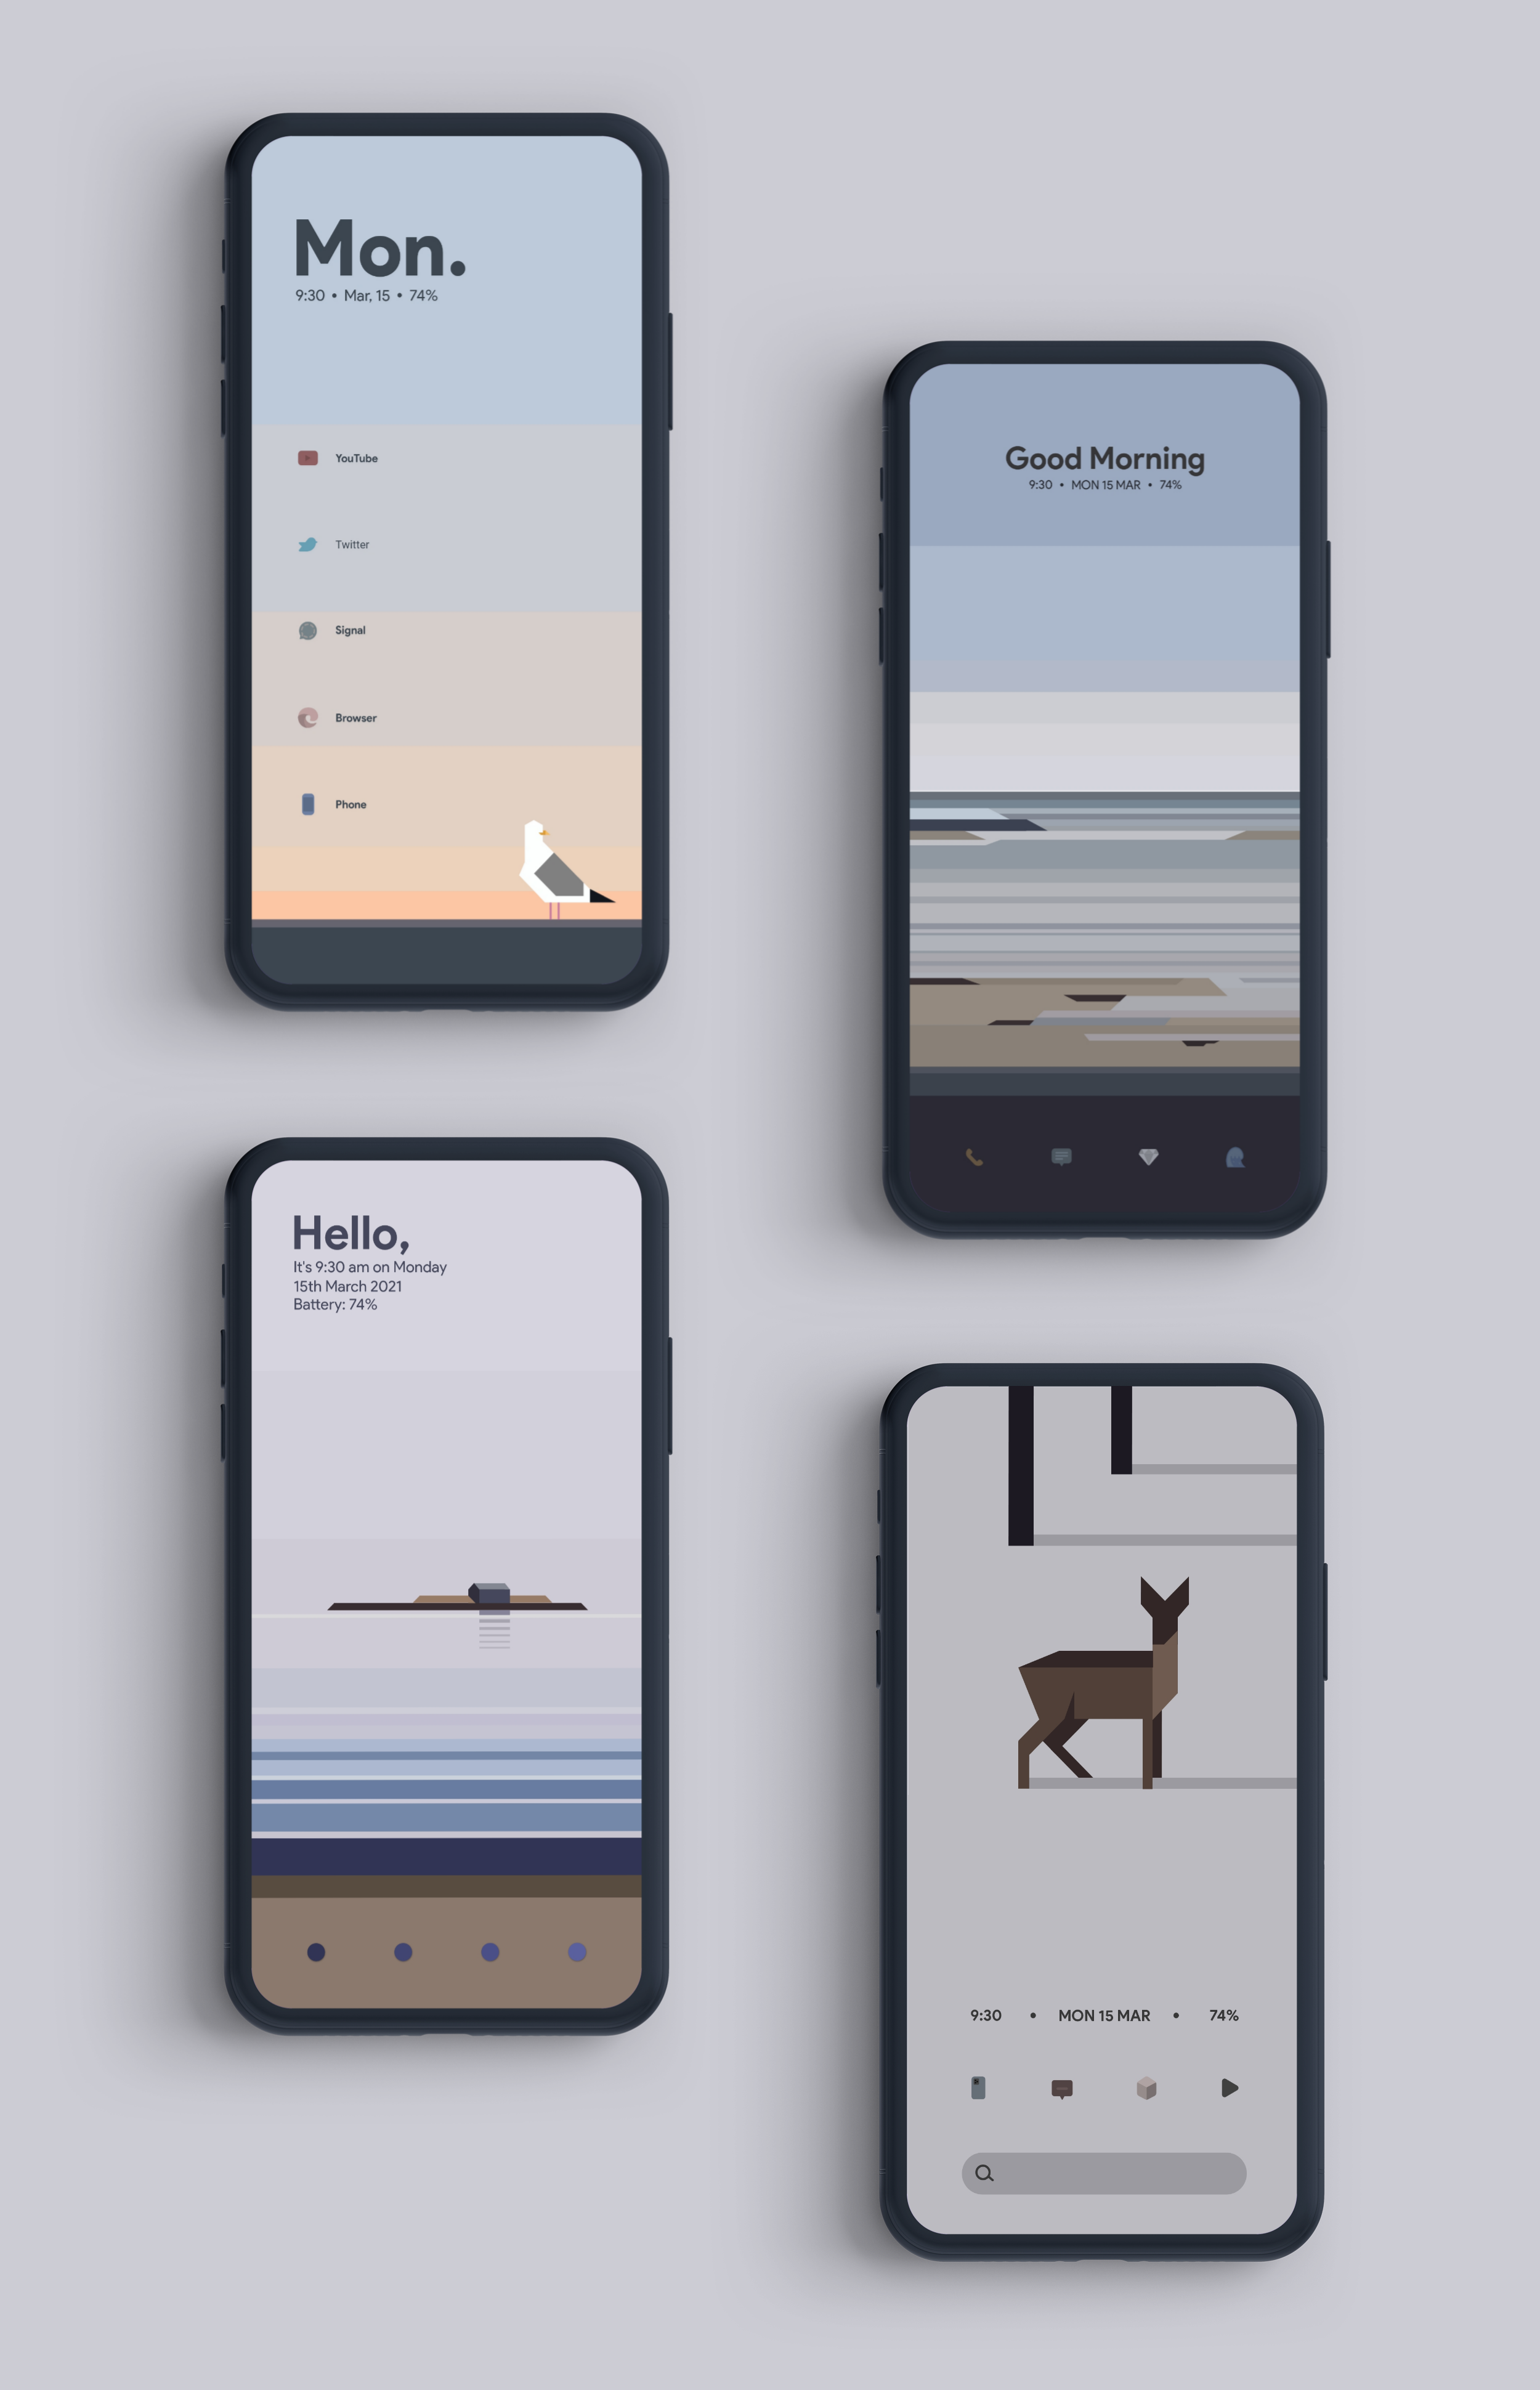 Mon.
9:30 • Mar, 15 • 74%
YouTube
Twitter
Signal
Browser
Phone
Good Morning
9:30 • MON 15 MAR • 74%
Hello,
It's 9:30 am on Monday
15th March 2021
Battery: 74%
9:30 • MON 15 MAR • 74%